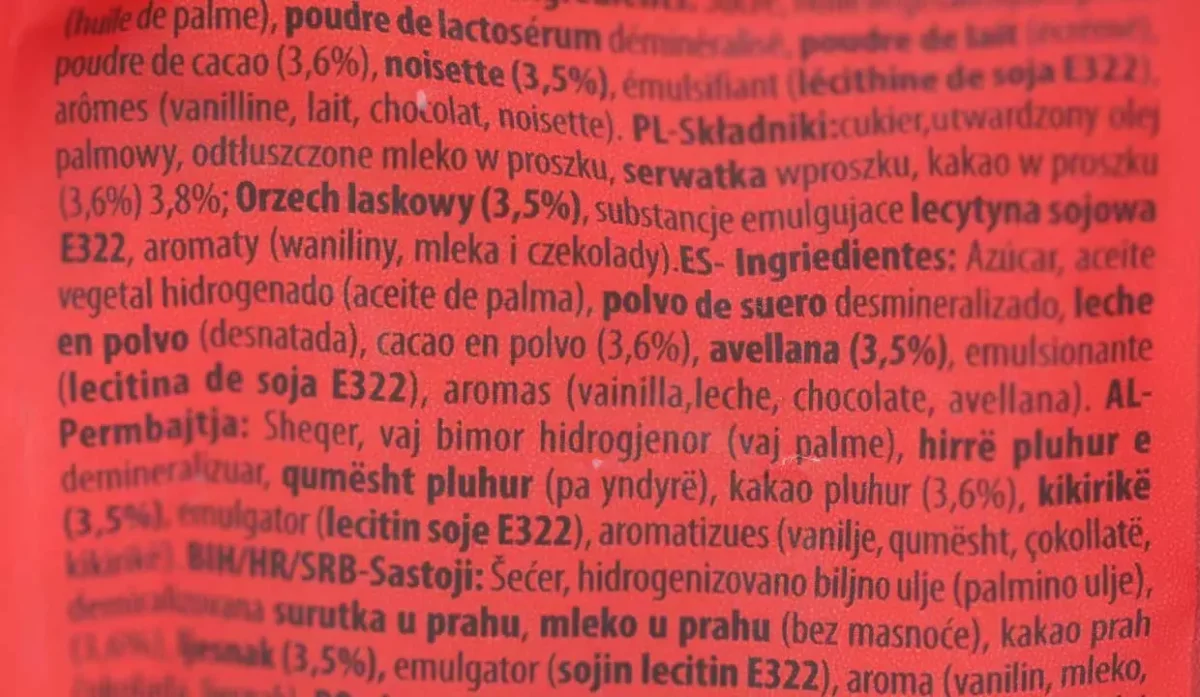 (huile de palme), poudre de lactosérum déminéralisé, poudre de lait
poudre de cacao (3,6%), noisette (3,5%), émulsifiant (lécithine de soja E322),
arômes (vanilline, lait, chocolat, noisette). PL-Składniki:cukier,utwardzony olej
palmowy, odtłuszczone mleko w proszku, serwatka wproszku, kakao w proszku
(3,6%) 3,8%; Orzech laskowy (3,5%), substancje emulgujace lecytyna sojowa
E322, aromaty (waniliny, mleka i czekolady).ES- Ingriedientes: Azúcar, aceite
vegetal hidrogenado (aceite de palma), polvo de suero desmineralizado, leche
en polvo (desnatada), cacao en polvo (3,6%), avellana (3,5%), emulsionante
(lecitina de soja E322), aromas (vainilla,leche, chocolate, avellana). AL-
Permbajtja: Sheqer, vaj bimor hidrogjenor (vaj palme), hirrë pluhur e
demineralizuar, qumësht pluhur (pa yndyrë), kakao pluhur (3,6%), kikirikë
(3,5%), emulgator (lecitin soje E322), aromatizues (vanilje, qumësht, çokollatë,
kikirikë). BIH/HR/SRB-Sastoji: Šećer, hidrogenizovano biljno ulje (palmino ulje),
surutka u prahu, mleko u prahu (bez masnoće), kakao prah
(3,6%), ljesnak (3,5%), emulgator (sojin lecitin E322), aroma (vanilin, mleko,